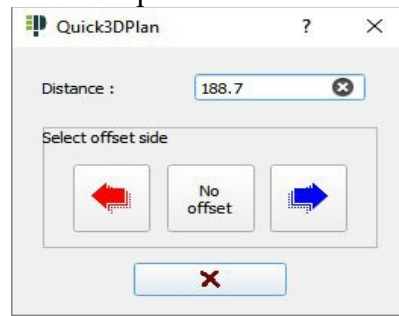 Quick3DPlan ?
Distance : 188.7
Select offset side
No
offset